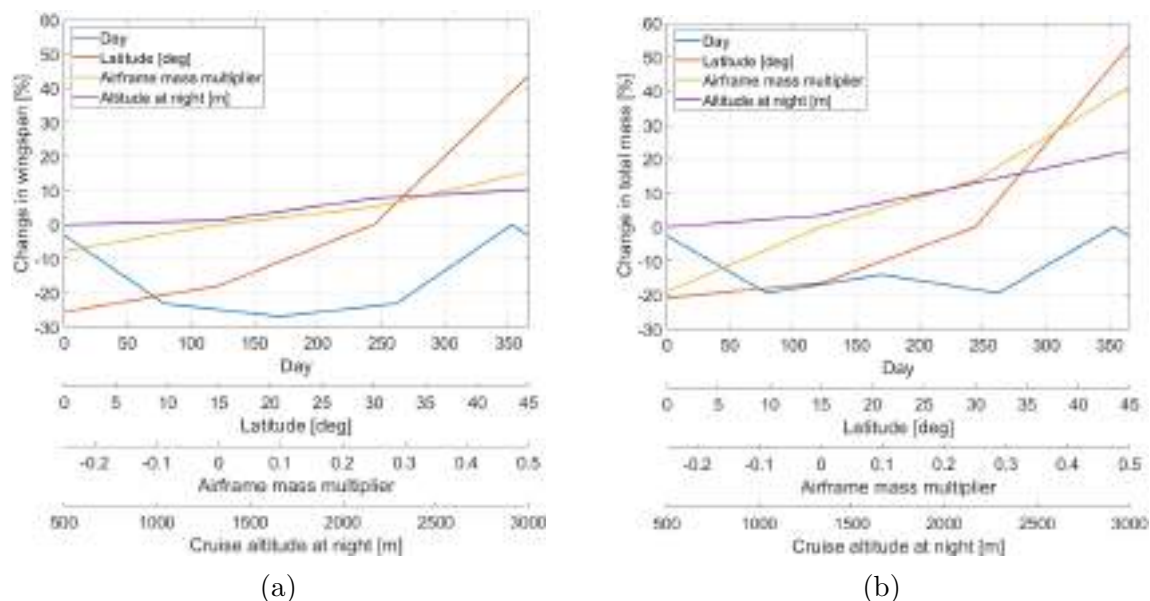 60
50
40
30
20
10
0
-10
-20
-30
Change in wingspan [%]
Day
Latitude [deg]
Airframe mass multiplier
Altitude at night [m]
0 50 100 150 200 250 300 350
Day
0 5 10 15 20 25 30 35 40 45
Latitude [deg]
-0.2 -0.1 0 0.1 0.2 0.3 0.4 0.5
Airframe mass multiplier
500 1000 1500 2000 2500 3000
Cruise altitude at night [m]
(a)
60
50
40
30
20
10
0
-10
-20
-30
Change in total mass [%]
Day
Latitude [deg]
Airframe mass multiplier
Altitude at night [m]
0 50 100 150 200 250 300 350
Day
0 5 10 15 20 25 30 35 40 45
Latitude [deg]
-0.2 -0.1 0 0.1 0.2 0.3 0.4 0.5
Airframe mass multiplier
500 1000 1500 2000 2500 3000
Cruise altitude at night [m]
(b)